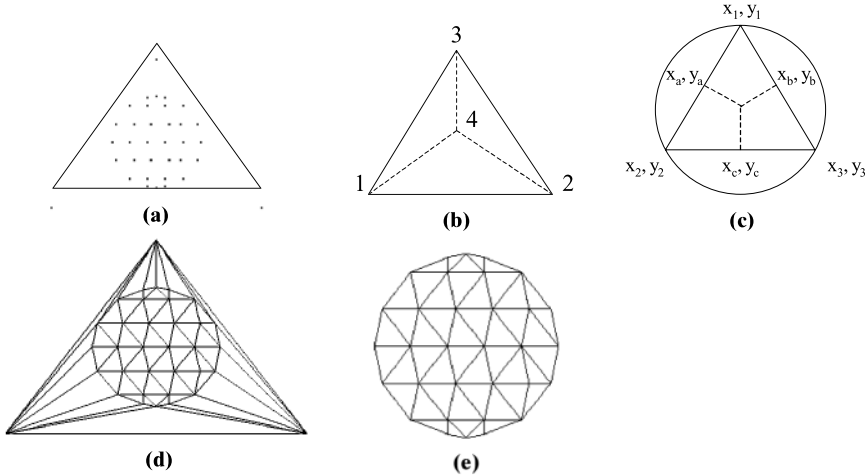 3
4
1
2
(a)
(b)
x1, y1
xa, ya
xb, yb
x2, y2
xc, yc
x3, y3
(c)
(d)
(e)